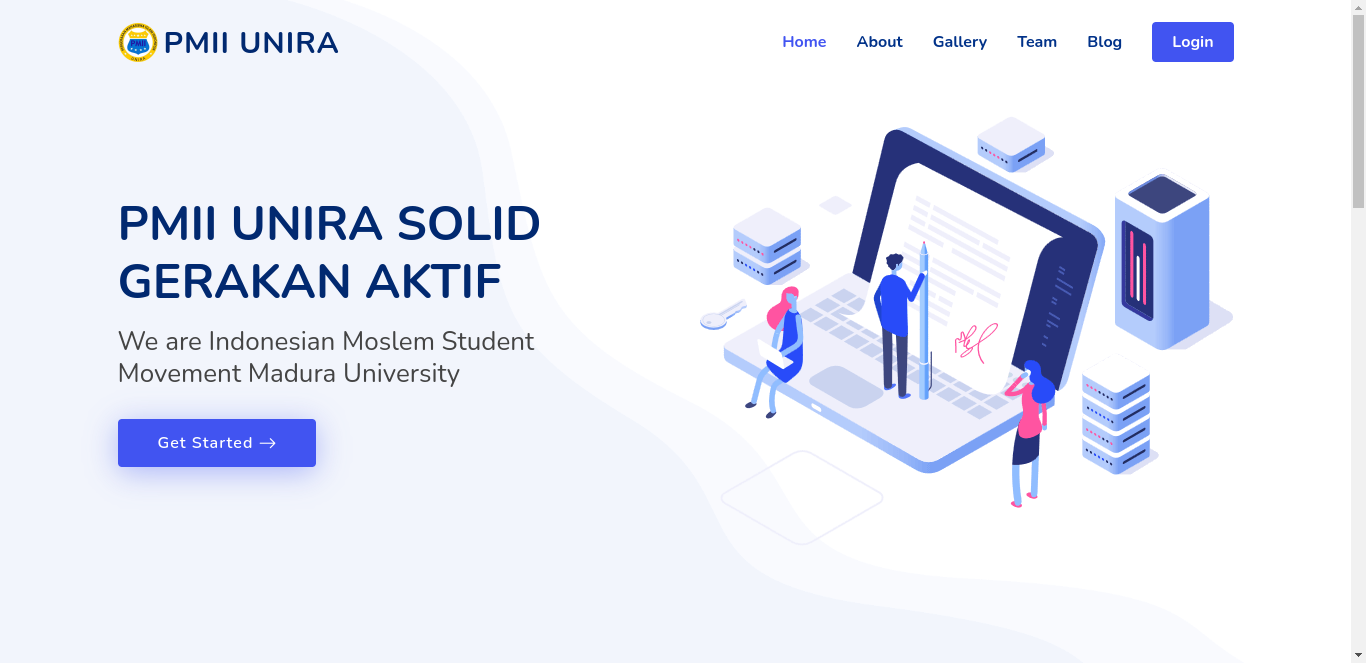 PMII UNIRA
Home About Gallery Team Blog Login
PMII UNIRA SOLID
GERAKAN AKTIF
We are Indonesian Moslem Student
Movement Madura University
Get Started →